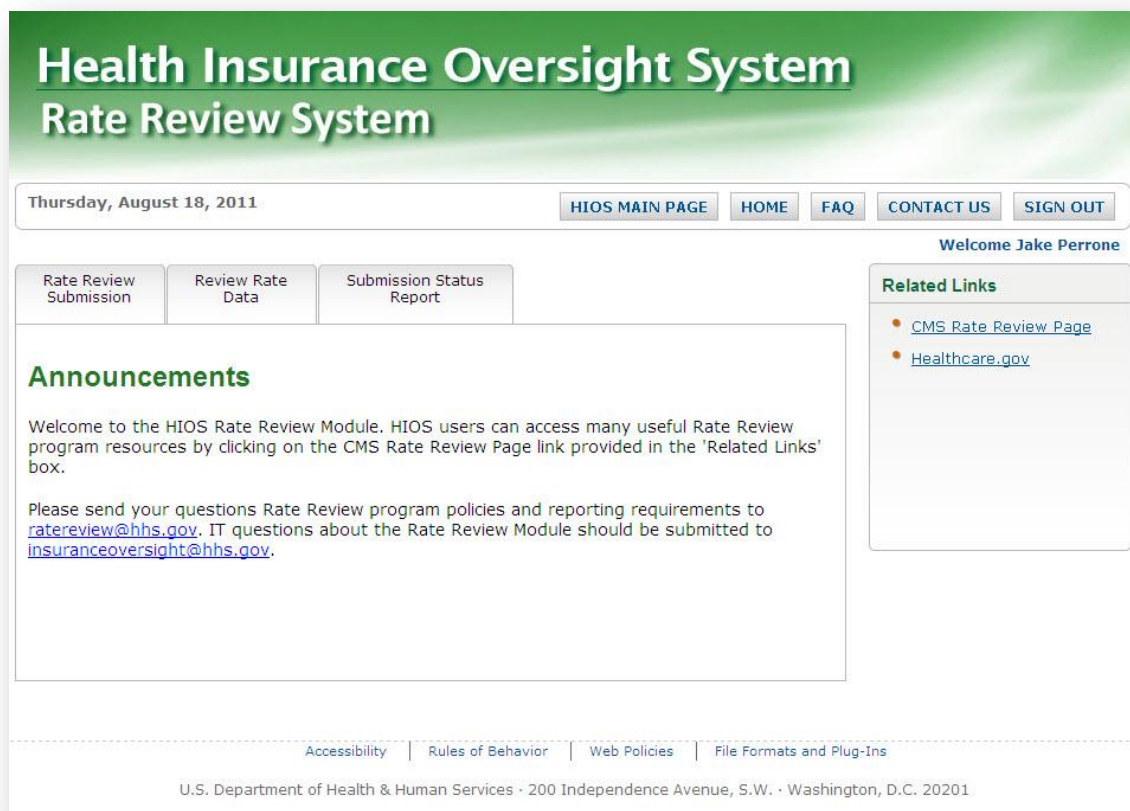 Health Insurance Oversight System
Rate Review System
Thursday, August 18, 2011
HIOS MAIN PAGE HOME FAQ CONTACT US SIGN OUT
Welcome Jake Perrone
Rate Review
Submission
Review Rate
Data
Submission Status
Report
Announcements
Welcome to the HIOS Rate Review Module. HIOS users can access many useful Rate Review
program resources by clicking on the CMS Rate Review Page link provided in the 'Related Links'
box.
Please send your questions Rate Review program policies and reporting requirements to
ratereview@hhs.gov. IT questions about the Rate Review Module should be submitted to
insuranceoversight@hhs.gov.
Related Links
CMS Rate Review Page
Healthcare.gov
Accessibility | Rules of Behavior | Web Policies | File Formats and Plug-Ins
U.S. Department of Health & Human Services · 200 Independence Avenue, S.W. · Washington, D.C. 20201